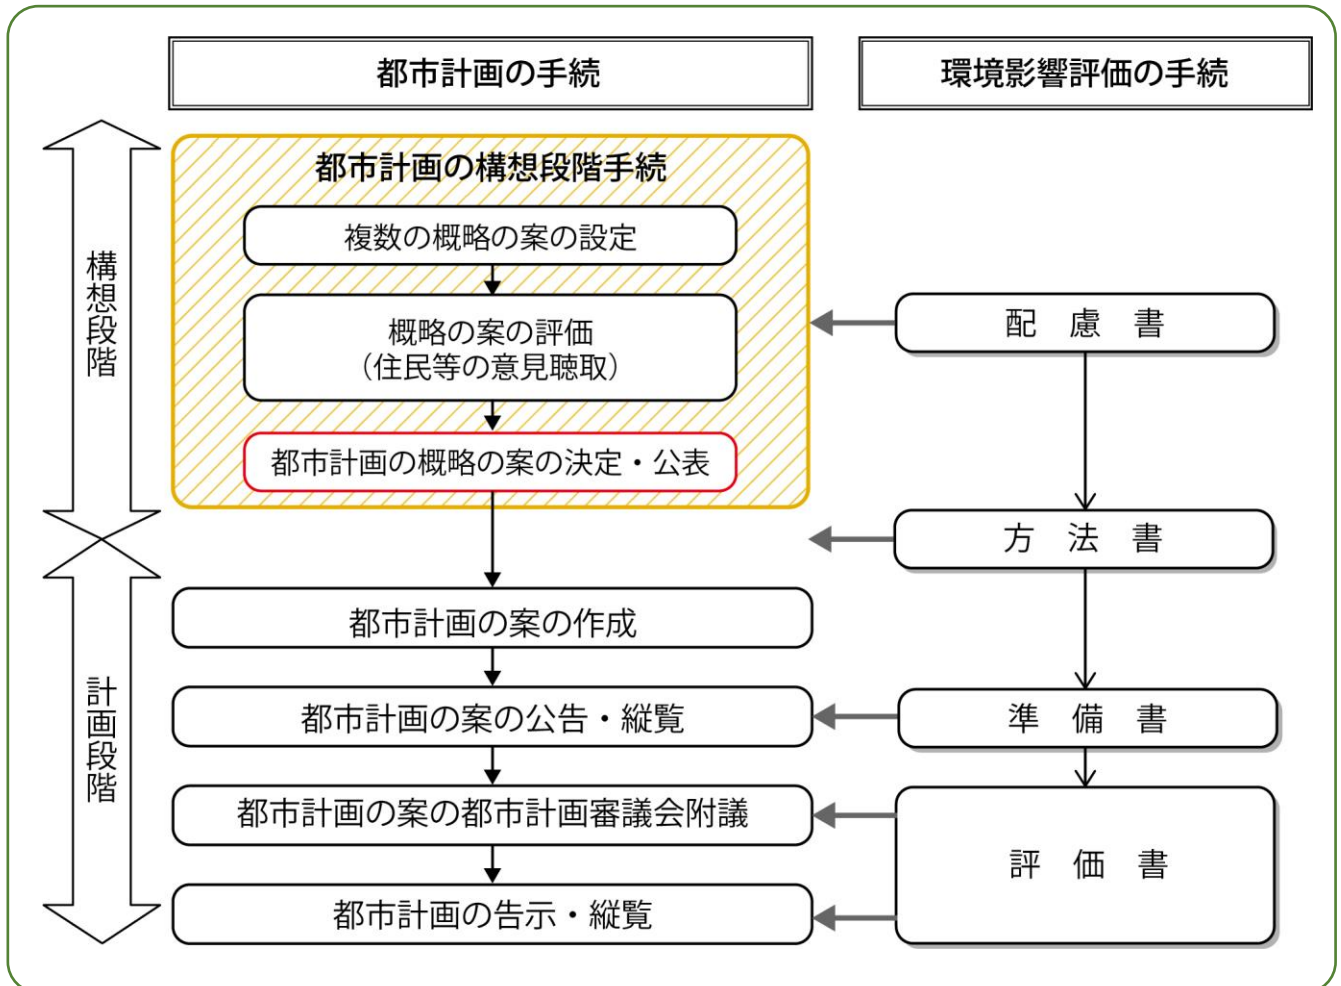 都市計画の手続
環境影響評価の手続
構想段階
都市計画の構想段階手続
複数の概略の案の設定
概略の案の評価
（住民等の意見聴取）
都市計画の概略の案の決定・公表
配慮書
方法書
計画段階
都市計画の案の作成
都市計画の案の公告・縦覧
準備書
都市計画の案の都市計画審議会附議
評価書
都市計画の告示・縦覧